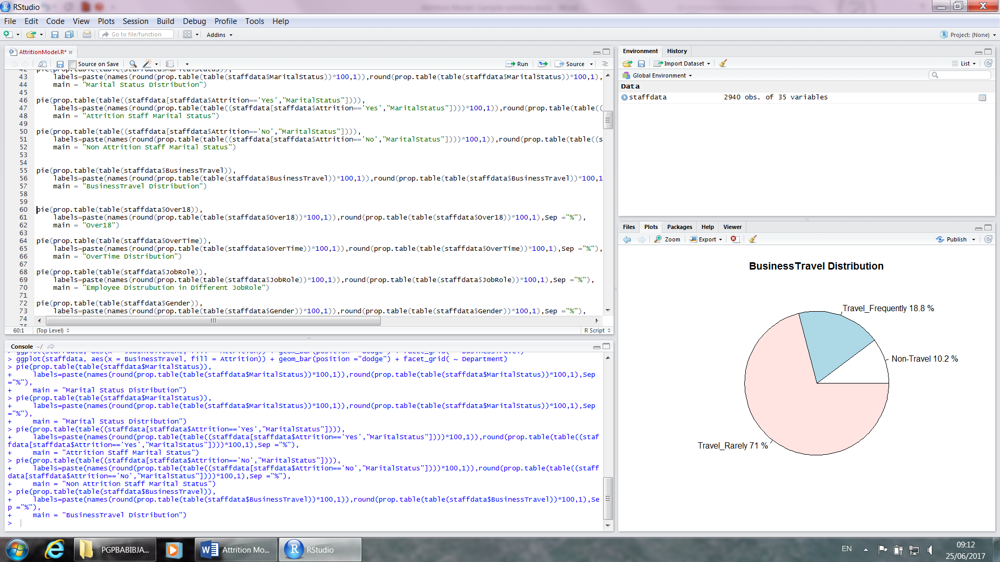 RStudio
File Edit Code View Plots Session Build Debug Profile Tools Help
Go to file/function Addins Project: (None)
AttritionModel.R*
Source on Save Run Source
42 pie(prop.table(table(staffdata$MaritalStatus)),
43 labels=paste(names(round(prop.table(table(staffdata$MaritalStatus))*100,1)),round(prop.table(table(staffdata$MaritalStatus))*100,1),
44 main = "Marital Status Distribution")
45
46 pie(prop.table(table((staffdata[staffdata$Attrition=='Yes',"MaritalStatus"]))),
47 labels=paste(names(round(prop.table(table((staffdata[staffdata$Attrition=='Yes',"MaritalStatus"])))*100,1)),round(prop.table(table((
48 main = "Attrition Staff Marital Status")
49
50 pie(prop.table(table((staffdata[staffdata$Attrition=='No',"MaritalStatus"]))),
51 labels=paste(names(round(prop.table(table((staffdata[staffdata$Attrition=='No',"MaritalStatus"])))*100,1)),round(prop.table(table((s
52 main = "Non Attrition Staff Marital Status")
53
54
55 pie(prop.table(table(staffdata$BusinessTravel)),
56 labels=paste(names(round(prop.table(table(staffdata$BusinessTravel))*100,1)),round(prop.table(table(staffdata$BusinessTravel))*100,1
57 main = "BusinessTravel Distribution")
58
59
60 pie(prop.table(table(staffdata$Over18)),
61 labels=paste(names(round(prop.table(table(staffdata$Over18))*100,1)),round(prop.table(table(staffdata$Over18))*100,1),Sep ="%"),
62 main = "Over18")
63
64 pie(prop.table(table(staffdata$OverTime)),
65 labels=paste(names(round(prop.table(table(staffdata$OverTime))*100,1)),round(prop.table(table(staffdata$OverTime))*100,1),Sep ="%"),
66 main = "OverTime Distribution")
67
68 pie(prop.table(table(staffdata$JobRole)),
69 labels=paste(names(round(prop.table(table(staffdata$JobRole))*100,1)),round(prop.table(table(staffdata$JobRole))*100,1),Sep ="%"),
70 main = "Employee Distrubution in Different JobRole")
71
72 pie(prop.table(table(staffdata$Gender)),
73 labels=paste(names(round(prop.table(table(staffdata$Gender))*100,1)),round(prop.table(table(staffdata$Gender))*100,1),Sep ="%"),
74
75
60:1 (Top Level) R Script
Console ~/
> ggplot(staffdata, aes(x = JobInvolvement, fill = Attrition)) + geom_bar(position ="dodge") + facet_grid( ~ BusinessTravel)
> ggplot(staffdata, aes(x = BusinessTravel, fill = Attrition)) + geom_bar(position ="dodge") + facet_grid( ~ Department)
> pie(prop.table(table(staffdata$MaritalStatus)),
+ labels=paste(names(round(prop.table(table(staffdata$MaritalStatus))*100,1)),round(prop.table(table(staffdata$MaritalStatus))*100,1),Sep
="%"),
+ main = "Marital Status Distribution")
> pie(prop.table(table(staffdata$MaritalStatus)),
+ labels=paste(names(round(prop.table(table(staffdata$MaritalStatus))*100,1)),round(prop.table(table(staffdata$MaritalStatus))*100,1),Sep
="%"),
+ main = "Marital Status Distribution")
> pie(prop.table(table((staffdata[staffdata$Attrition=='Yes',"MaritalStatus"]))),
+ labels=paste(names(round(prop.table(table((staffdata[staffdata$Attrition=='Yes',"MaritalStatus"])))*100,1)),round(prop.table(table((staf
fdata[staffdata$Attrition=='Yes',"MaritalStatus"])))*100,1),Sep ="%"),
+ main = "Attrition Staff Marital Status")
> pie(prop.table(table((staffdata[staffdata$Attrition=='No',"MaritalStatus"]))),
+ labels=paste(names(round(prop.table(table((staffdata[staffdata$Attrition=='No',"MaritalStatus"])))*100,1)),round(prop.table(table((staff
data[staffdata$Attrition=='No',"MaritalStatus"])))*100,1),Sep ="%"),
+ main = "Non Attrition Staff Marital Status")
> pie(prop.table(table(staffdata$BusinessTravel)),
+ labels=paste(names(round(prop.table(table(staffdata$BusinessTravel))*100,1)),round(prop.table(table(staffdata$BusinessTravel))*100,1),Se
p ="%"),
+ main = "BusinessTravel Distribution")
>
Environment History
Import Dataset List
Global Environment
Data
staffdata 2940 obs. of 35 variables
Files Plots Packages Help Viewer
Zoom Export Publish
BusinessTravel Distribution
Travel_Frequently 18.8 %
Non-Travel 10.2 %
Travel_Rarely 71 %
PGPBABIBJA... Attrition Mo... RStudio
EN 09:12
25/06/2017